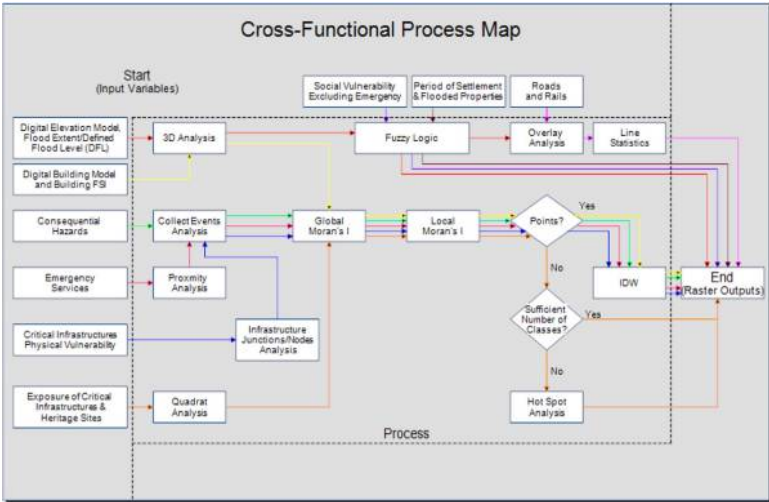 Cross-Functional Process Map
Start
(Input Variables)
Social Vulnerability
Excluding Emergency
Period of Settlement
& Flooded Properties
Roads
and Rails
Digital Elevation Model,
Flood Extent/Defined
Flood Level (DFL)
3D Analysis
Fuzzy Logic
Overlay
Analysis
Line
Statistics
Digital Building Model
and Building FSI
Consequential
Hazards
Collect Events
Analysis
Global
Moran's I
Local
Moran's I
Points?
Yes
No
Emergency
Services
Proxmity
Analysis
IDW
End
(Raster Outputs)
Critical Infrastructures
Physical Vulnerability
Infrastructure
Junctions/Nodes
Analysis
Sufficient
Number of
Classes?
Yes
No
Exposure of Critical
Infrastructures &
Heritage Sites
Quadrat
Analysis
Hot Spot
Analysis
Process